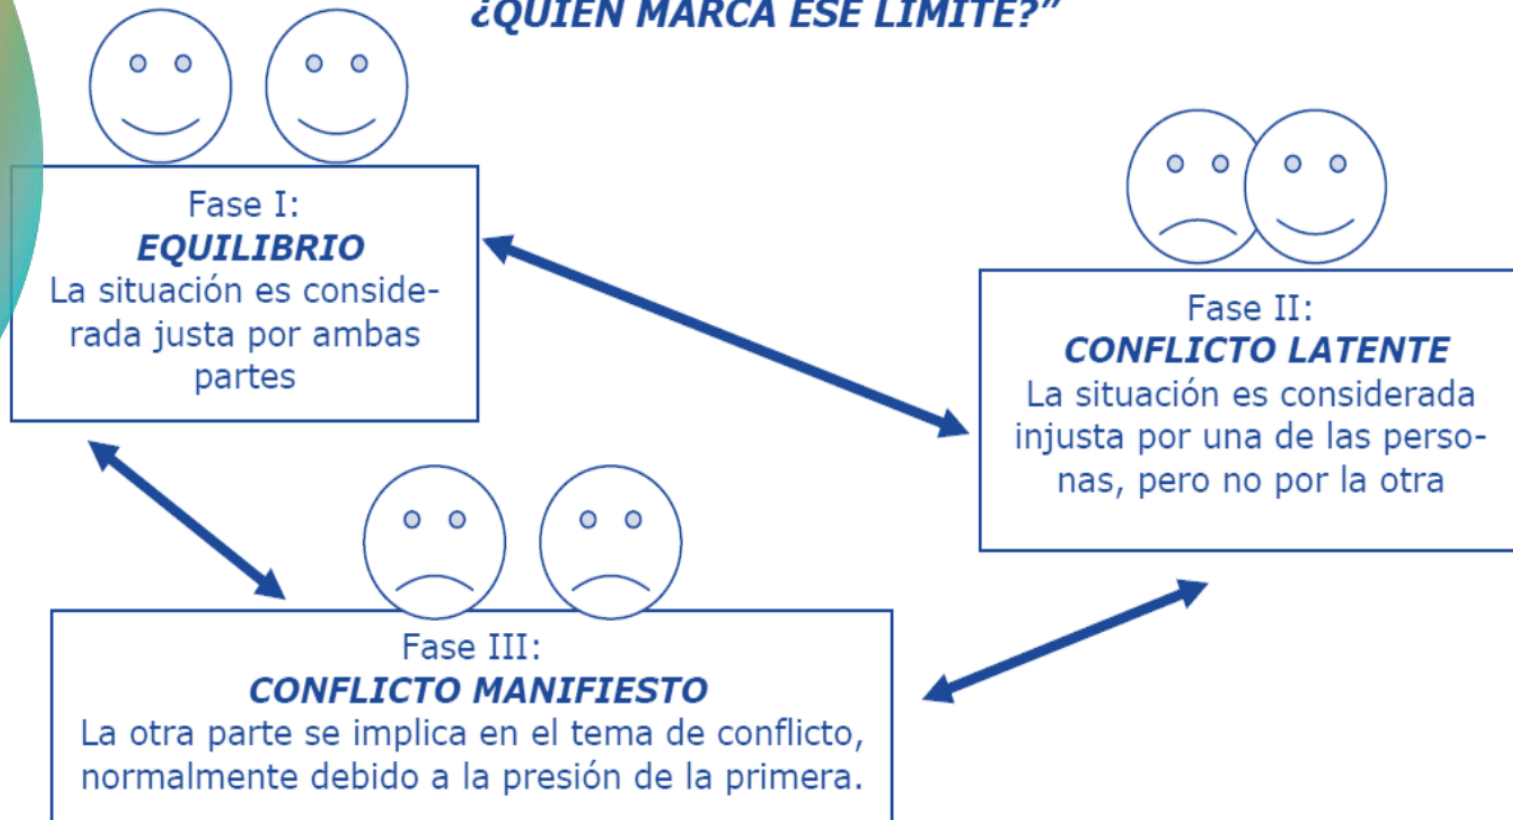 ¿QUIEN MARCA ESE LIMITE?”
Fase I:
EQUILIBRIO
La situación es conside-
rada justa por ambas
partes
Fase II:
CONFLICTO LATENTE
La situación es considerada
injusta por una de las perso-
nas, pero no por la otra
Fase III:
CONFLICTO MANIFIESTO
La otra parte se implica en el tema de conflicto,
normalmente debido a la presión de la primera.